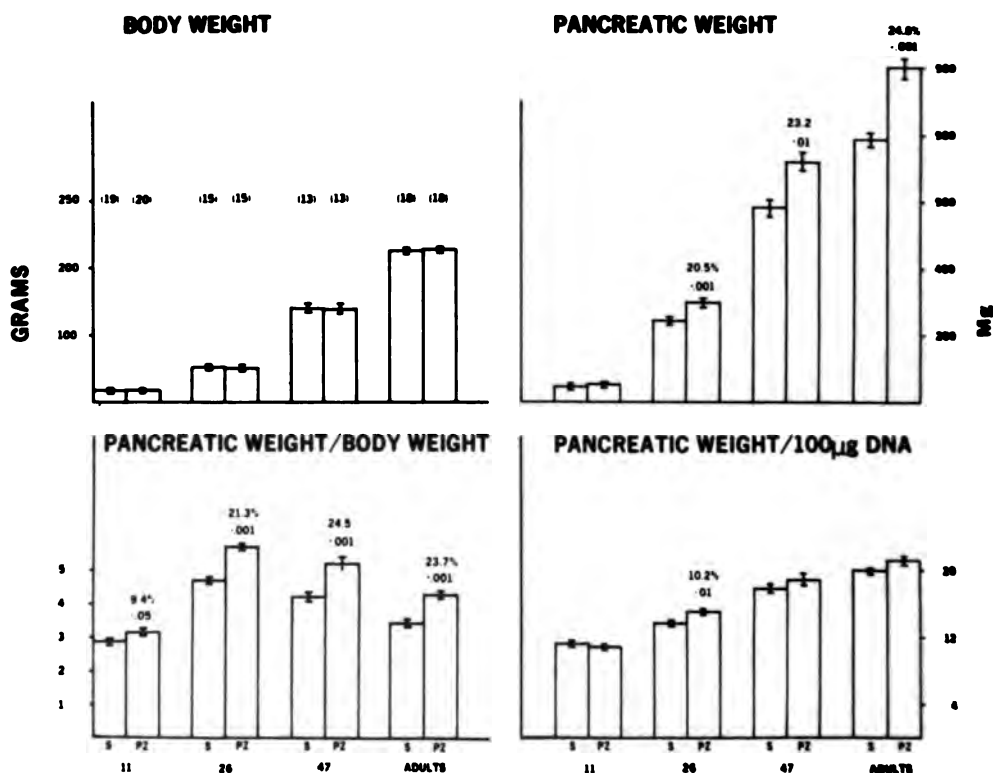 BODY WEIGHT
PANCREATIC WEIGHT
24.0%
.001
23.2
.01
20.5%
.001
(19) (20) (15) (15) (13) (13) (18) (18)
250
200
100
GRAMS
400
200
Mg
PANCREATIC WEIGHT/BODY WEIGHT
PANCREATIC WEIGHT/100µg DNA
5
4
3
2
1
9.4%
.05
21.3%
.001
24.5
.001
23.7%
.001
10.2%
.01
20
12
4
S PZ S PZ S PZ S PZ
11 26 47 ADULTS
S PZ S PZ S PZ S PZ
11 26 47 ADULTS